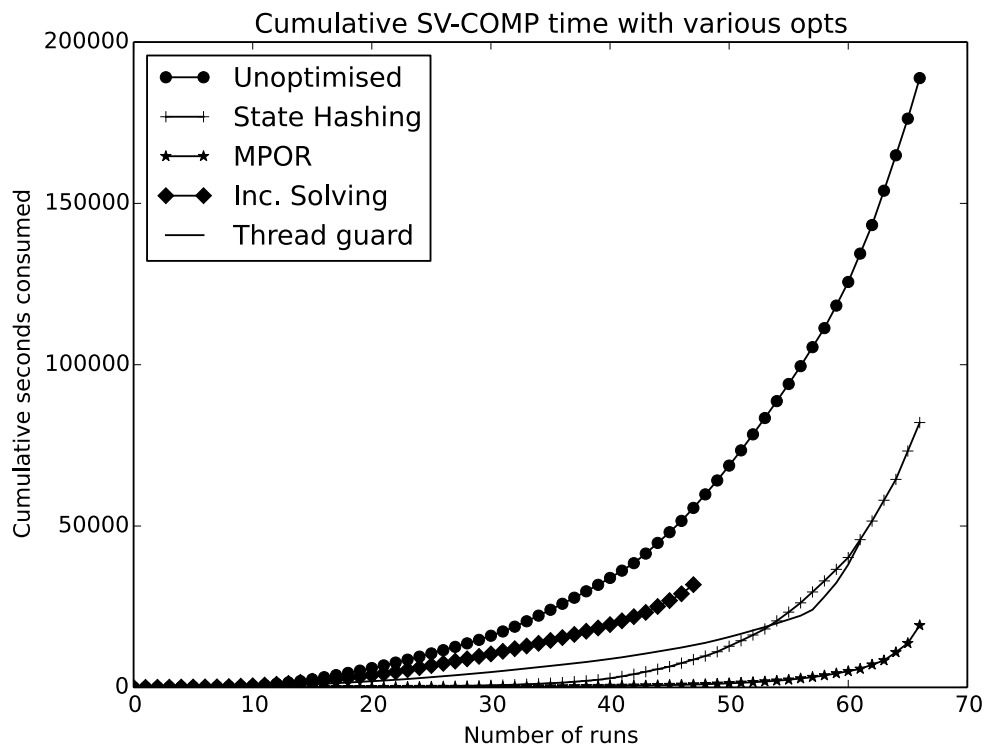 Cumulative SV-COMP time with various opts
200000
150000
100000
50000
0
Cumulative seconds consumed
Unoptimised
State Hashing
MPOR
Inc. Solving
Thread guard
0 10 20 30 40 50 60 70
Number of runs